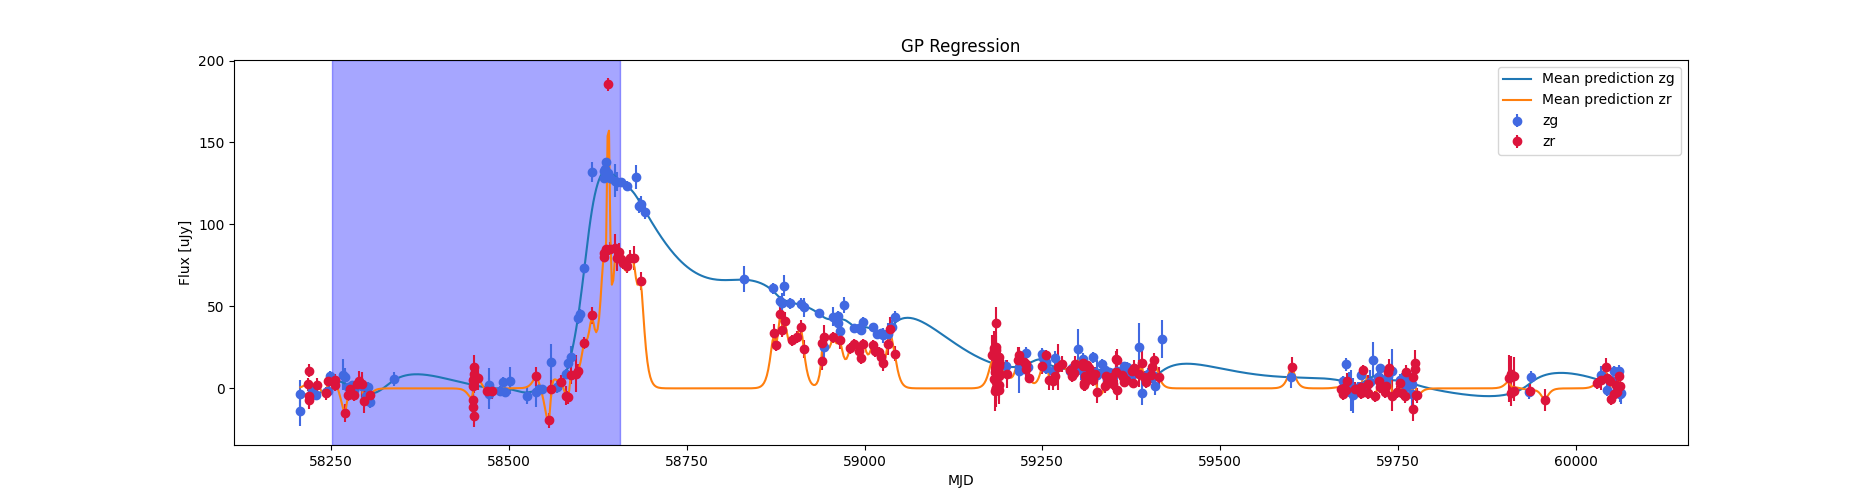 GP Regression
200
150
100
50
0
Flux [uJy]
58250
58500
58750
59000
59250
59500
59750
60000
MJD
Mean prediction zg
Mean prediction zr
zg
zr